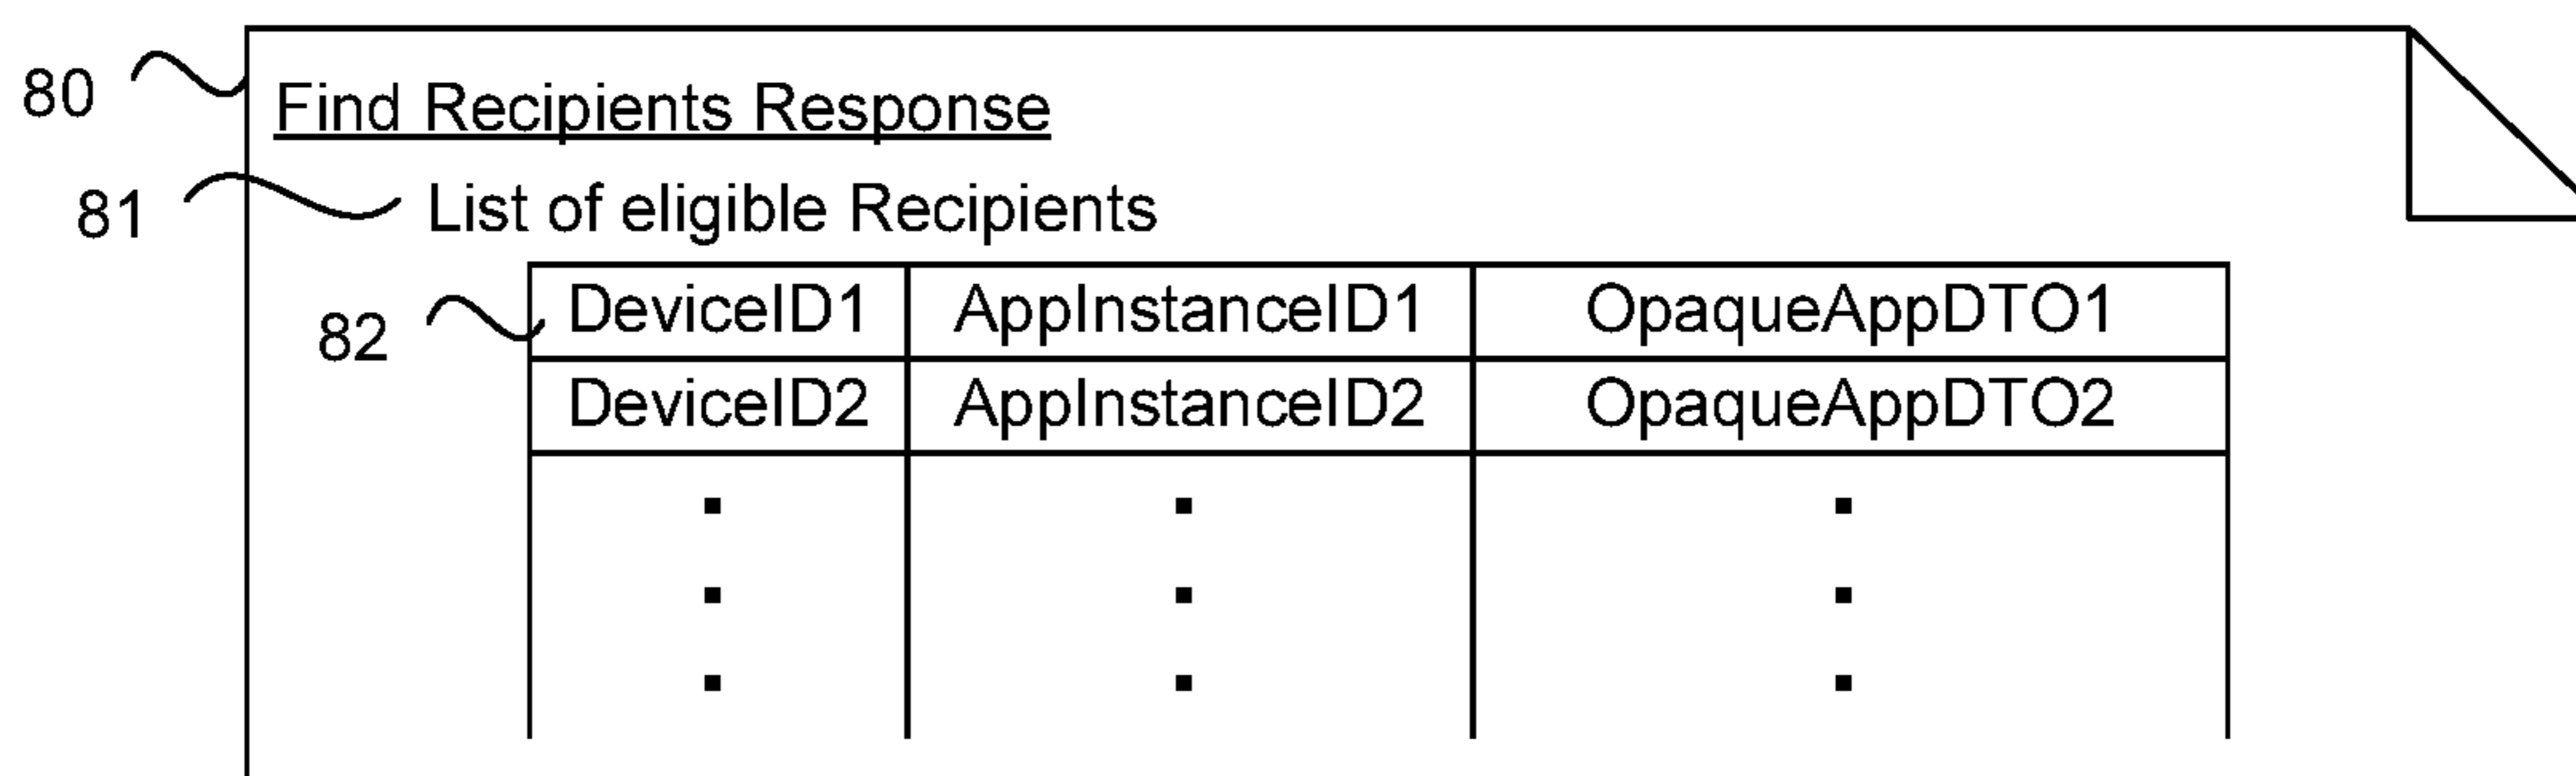 80 Find Recipients Response
81 List of eligible Recipients
82 DeviceID1 AppInstanceID1 OpaqueAppDTO1
DeviceID2 AppInstanceID2 OpaqueAppDTO2